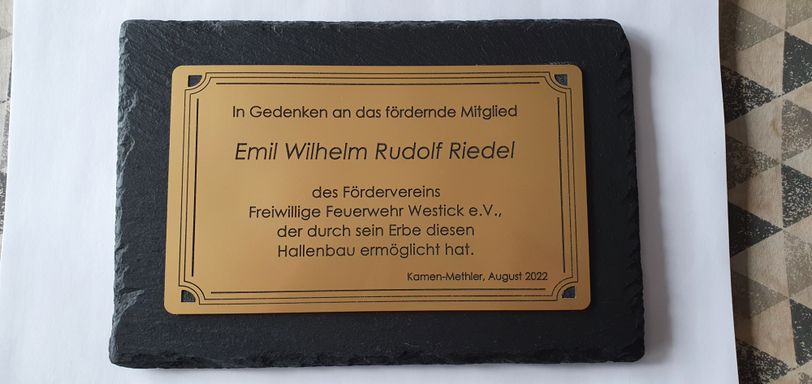 In Gedenken an das fördernde Mitglied
Emil Wilhelm Rudolf Riedel
des Fördervereins
Freiwillige Feuerwehr Westick e.V.,
der durch sein Erbe diesen
Hallenbau ermöglicht hat.
Kamen-Methler, August 2022